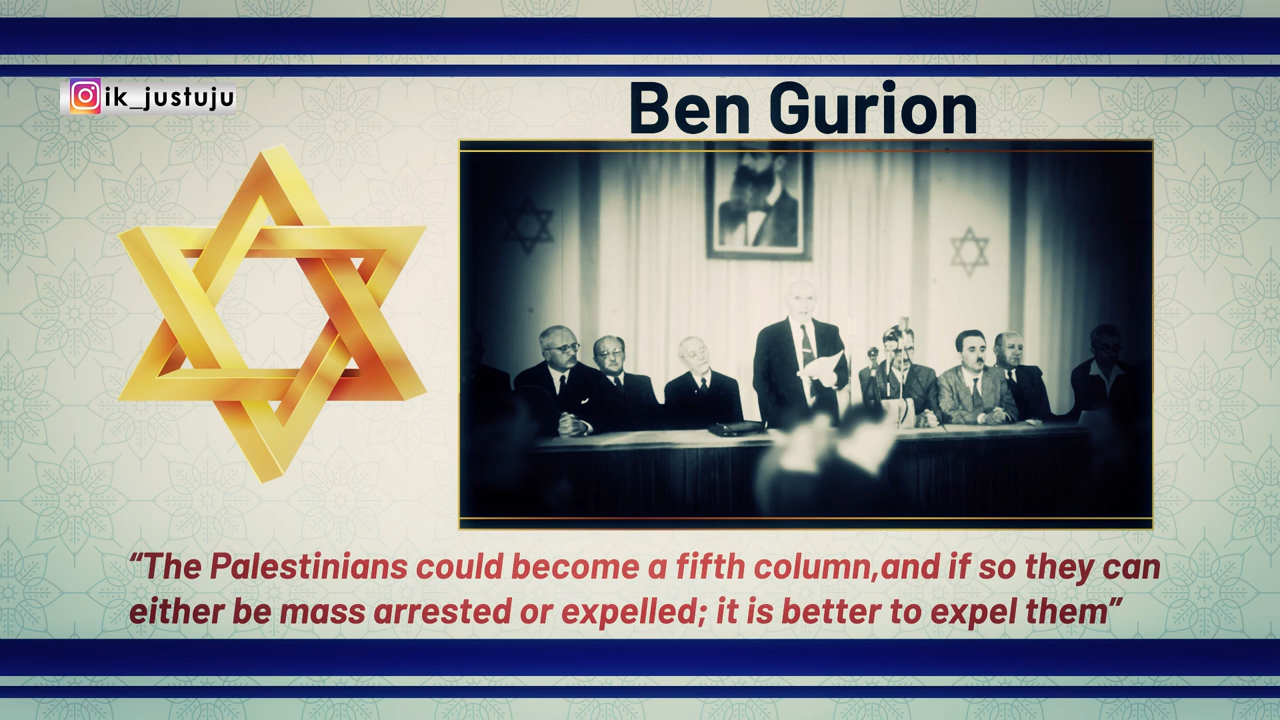 ik_justuju
Ben Gurion
“The Palestinians could become a fifth column,and if so they can
either be mass arrested or expelled; it is better to expel them”